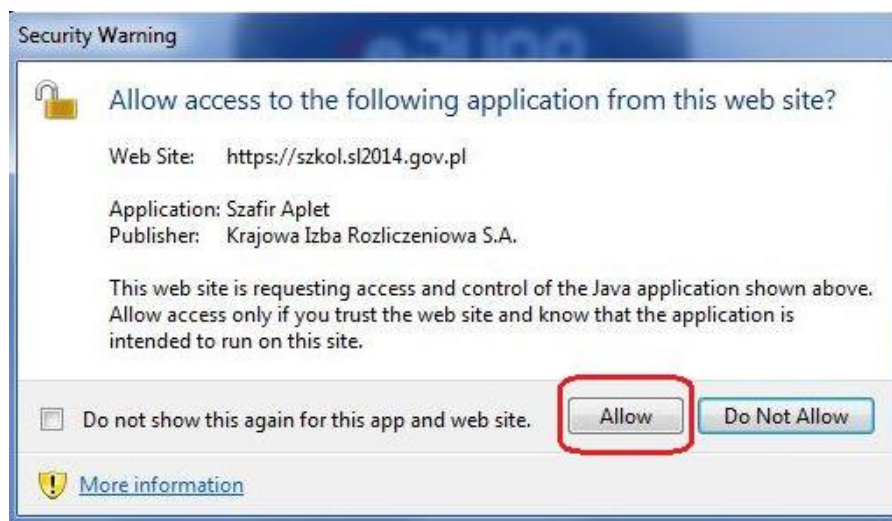 Security Warning
Allow access to the following application from this web site?
Web Site: https://szkol.sl2014.gov.pl
Application: Szafir Aplet
Publisher: Krajowa Izba Rozliczeniowa S.A.
This web site is requesting access and control of the Java application shown above.
Allow access only if you trust the web site and know that the application is
intended to run on this site.
Do not show this again for this app and web site.
Allow
Do Not Allow
More information